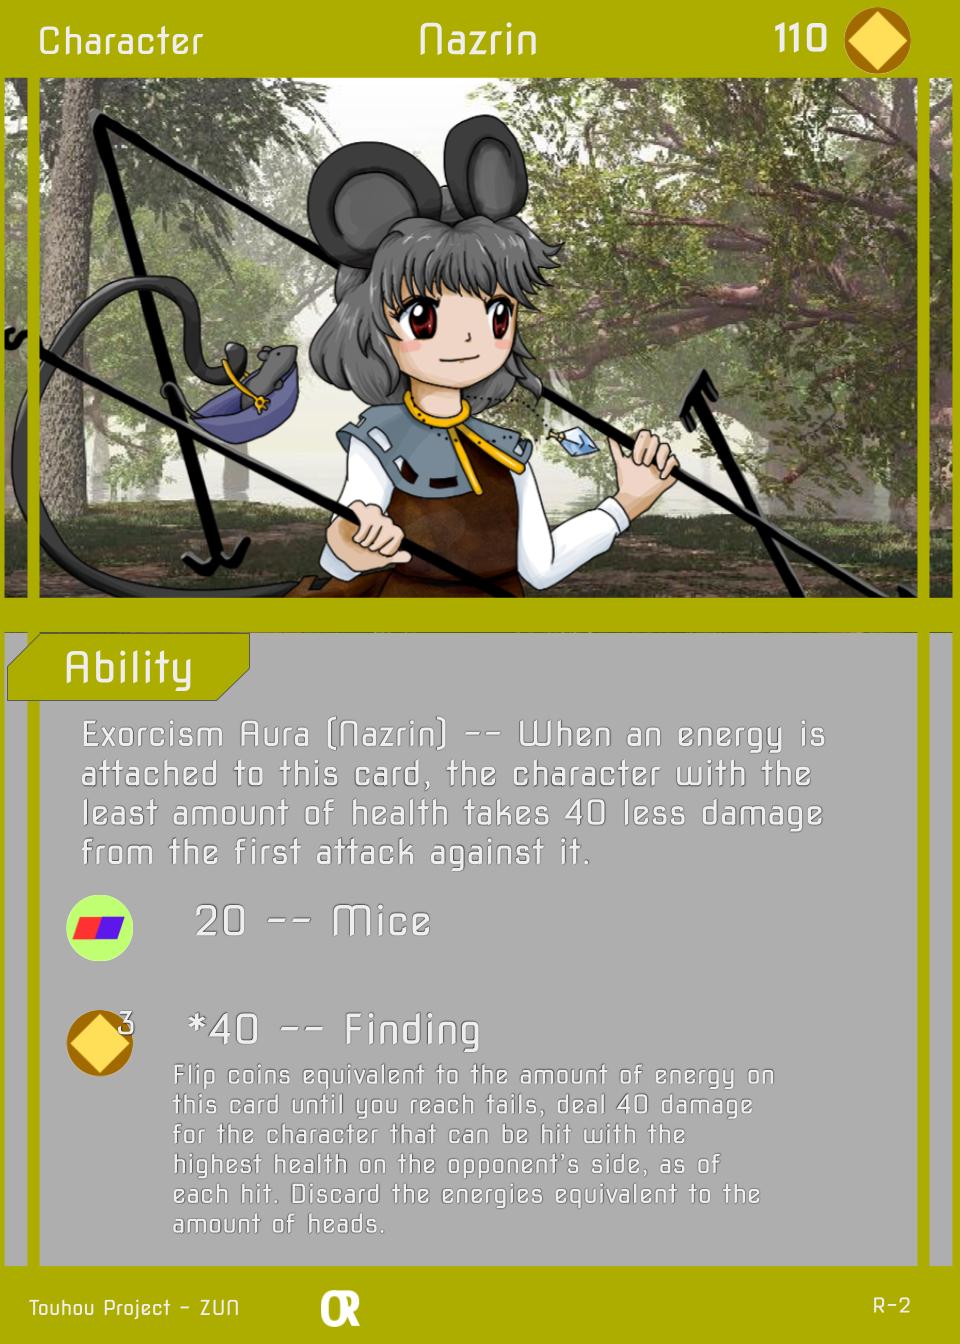 Character
Nazrin
110
Ability
Exorcism Aura (Nazrin) -- When an energy is
attached to this card, the character with the
least amount of health takes 40 less damage
from the first attack against it.
20 -- Mice
3
*40 -- Finding
Flip coins equivalent to the amount of energy on
this card until you reach tails, deal 40 damage
for the character that can be hit with the
highest health on the opponent's side, as of
each hit. Discard the energies equivalent to the
amount of heads.
Touhou Project - ZUN
OR
R-2